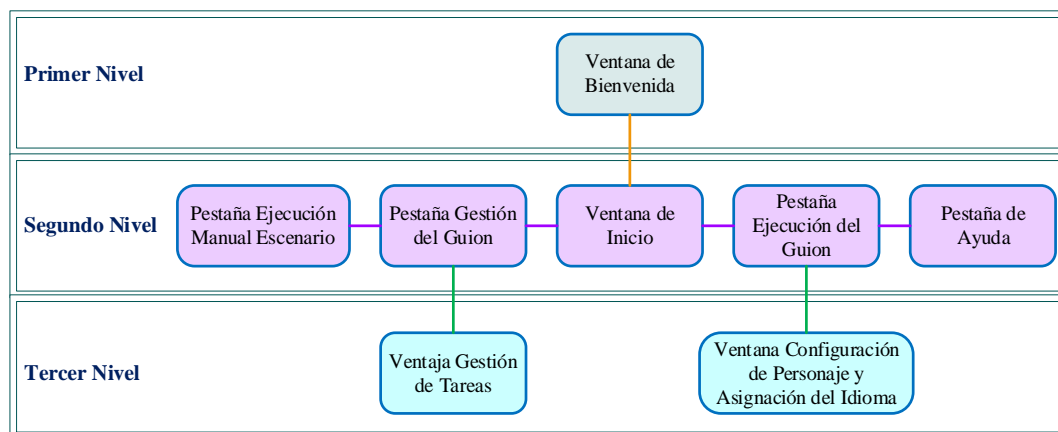 Primer Nivel
Ventana de
Bienvenida
Segundo Nivel
Pestaña Ejecución
Manual Escenario
Pestaña Gestión
del Guion
Ventana de
Inicio
Pestaña
Ejecución del
Guion
Pestaña de
Ayuda
Tercer Nivel
Ventaja Gestión
de Tareas
Ventana Configuración
de Personaje y
Asignación del Idioma